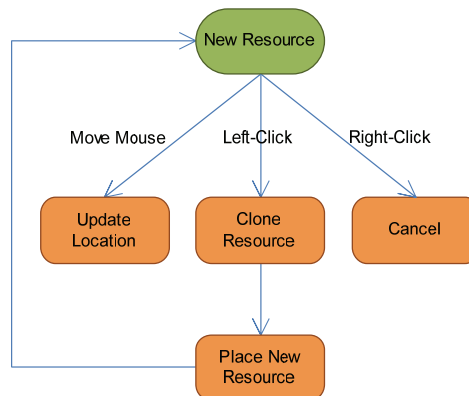 New Resource
Move Mouse
Left-Click
Right-Click
Update
Location
Clone
Resource
Cancel
Place New
Resource